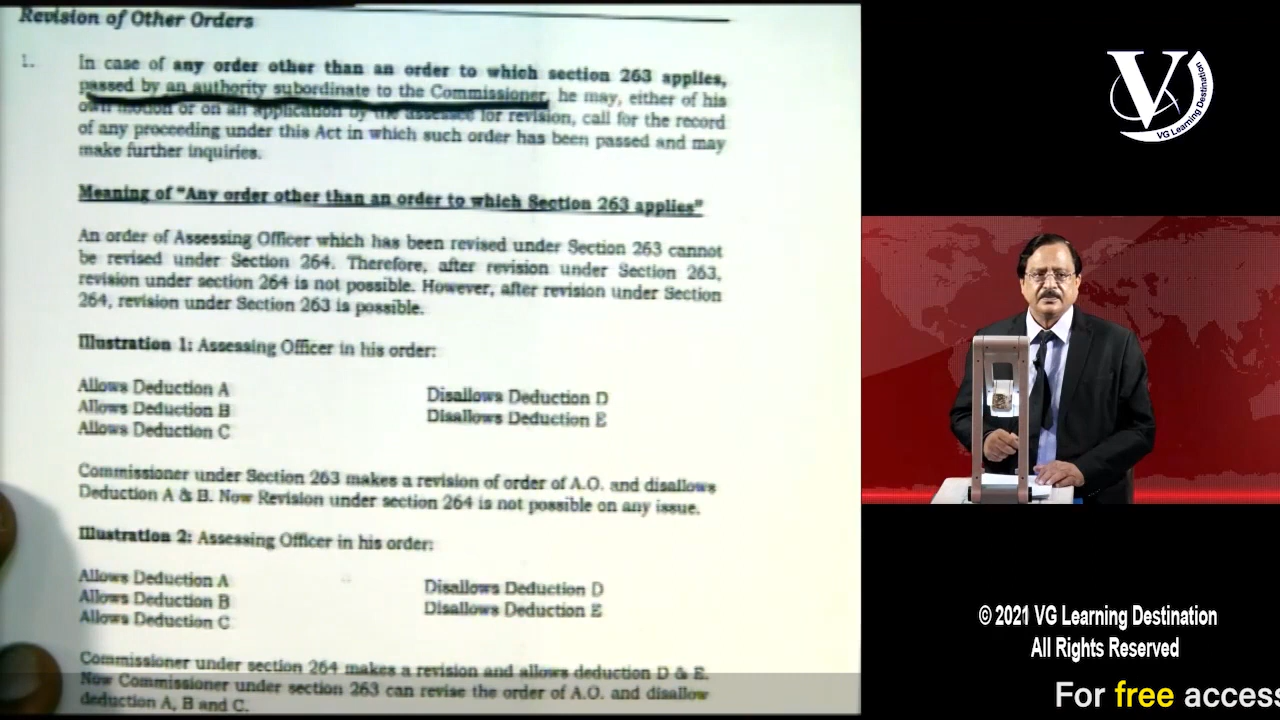 Revision of Other Orders
1. In case of any order other than an order to which section 263 applies,
passed by an authority subordinate to the Commissioner, he may, either of his
own motion or on an application by the assessee for revision, call for the record
of any proceeding under this Act in which such order has been passed and may
make further inquiries.
Meaning of "Any order other than an order to which Section 263 applies"
An order of Assessing Officer which has been revised under Section 263 cannot
be revised under Section 264. Therefore, after revision under Section 263,
revision under section 264 is not possible. However, after revision under Section
264, revision under Section 263 is possible.
Illustration 1: Assessing Officer in his order:
Allows Deduction A
Allows Deduction B
Allows Deduction C
Disallows Deduction D
Disallows Deduction E
Commissioner under Section 263 makes a revision of order of A.O. and disallows
Deduction A & B. Now Revision under section 264 is not possible on any issue.
Illustration 2: Assessing Officer in his order:
Allows Deduction A
Allows Deduction B
Allows Deduction C
Disallows Deduction D
Disallows Deduction E
Commissioner under section 264 makes a revision and allows deduction D & E.
Now Commissioner under section 263 can revise the order of A.O. and disallow
deduction A, B and C.
V
VG Learning Destination
© 2021 VG Learning Destination
All Rights Reserved
For free access